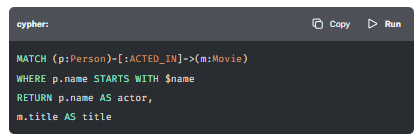 cypher:
Copy
Run
MATCH (p:Person)-[:ACTED_IN]->(m:Movie)
WHERE p.name STARTS WITH $name
RETURN p.name AS actor,
m.title AS title